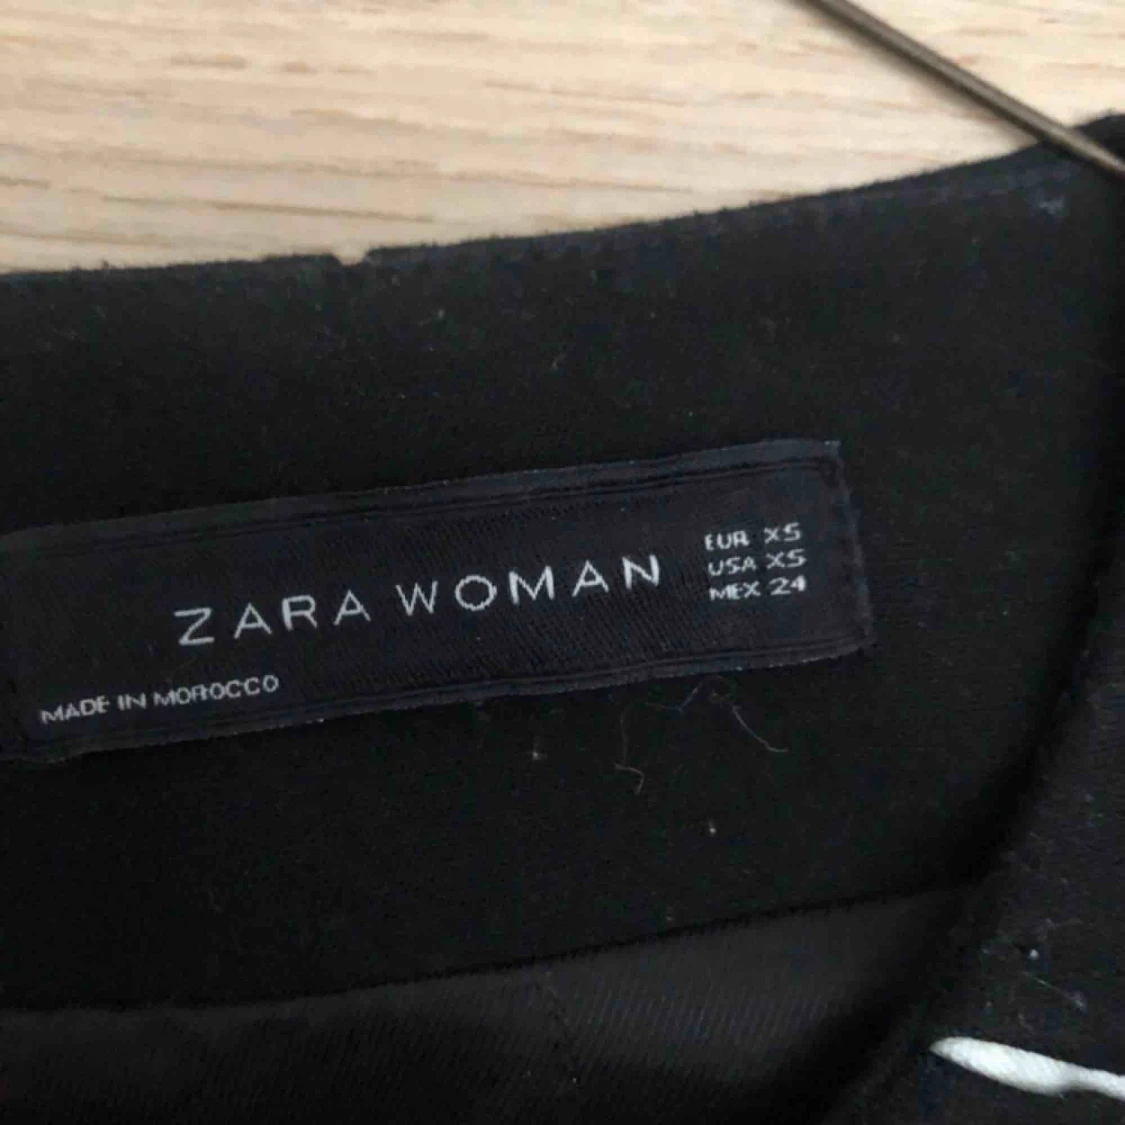 ZARA WOMAN
EUR XS
USA XS
MEX 24
MADE IN MOROCCO